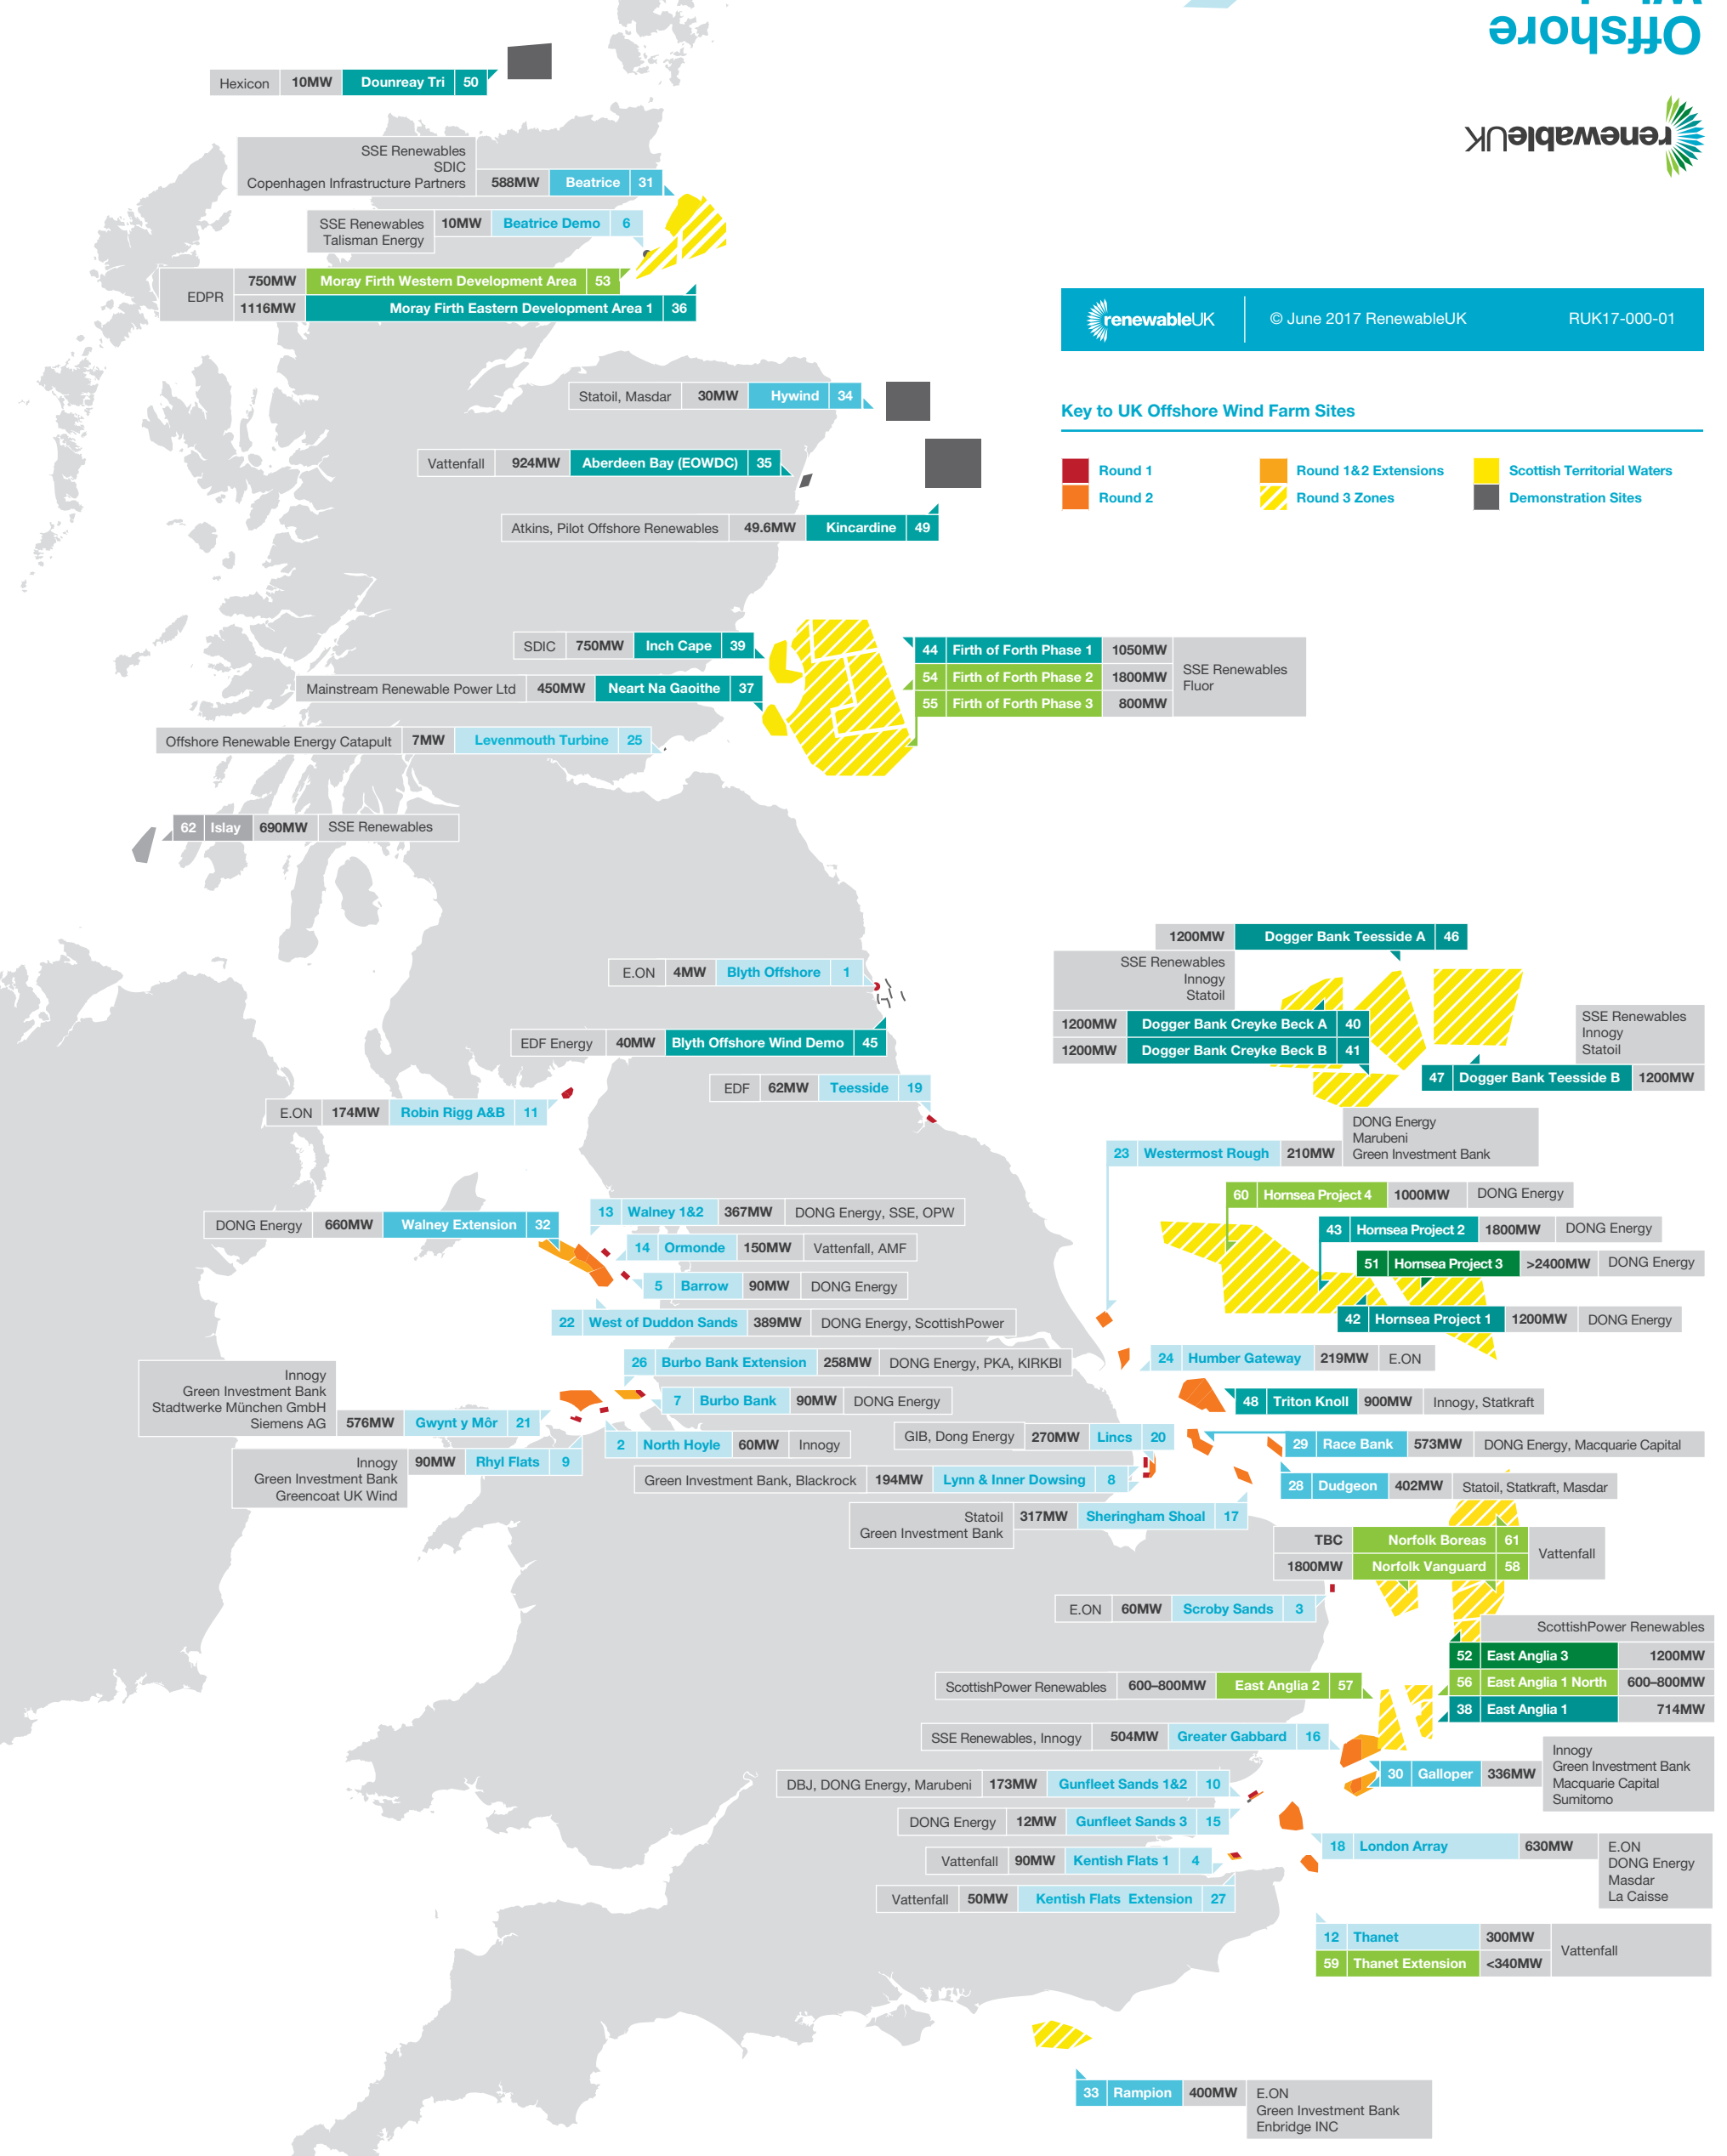 Offshore
renewableUK
Hexicon 10MW Dounreay Tri 50
SSE Renewables
SDIC
Copenhagen Infrastructure Partners 588MW Beatrice 31
SSE Renewables 10MW Beatrice Demo 6
Talisman Energy
EDPR
750MW Moray Firth Western Development Area 53
1116MW Moray Firth Eastern Development Area 1 36
renewableUK © June 2017 RenewableUK RUK17-000-01
Statoil, Masdar 30MW Hywind 34
Key to UK Offshore Wind Farm Sites
Round 1
Round 2
Round 1&2 Extensions
Round 3 Zones
Scottish Territorial Waters
Demonstration Sites
Vattenfall 924MW Aberdeen Bay (EOWDC) 35
Atkins, Pilot Offshore Renewables 49.6MW Kincardine 49
SDIC 750MW Inch Cape 39
Mainstream Renewable Power Ltd 450MW Neart Na Gaoithe 37
44 Firth of Forth Phase 1 1050MW
54 Firth of Forth Phase 2 1800MW
55 Firth of Forth Phase 3 800MW
SSE Renewables
Fluor
Offshore Renewable Energy Catapult 7MW Levenmouth Turbine 25
62 Islay 690MW SSE Renewables
1200MW Dogger Bank Teesside A 46
SSE Renewables
Innogy
Statoil
1200MW Dogger Bank Creyke Beck A 40
1200MW Dogger Bank Creyke Beck B 41
SSE Renewables
Innogy
Statoil
47 Dogger Bank Teesside B 1200MW
E.ON 4MW Blyth Offshore 1
EDF Energy 40MW Blyth Offshore Wind Demo 45
EDF 62MW Teesside 19
E.ON 174MW Robin Rigg A&B 11
DONG Energy
Marubeni
23 Westermost Rough 210MW Green Investment Bank
60 Hornsea Project 4 1000MW DONG Energy
43 Hornsea Project 2 1800MW DONG Energy
51 Hornsea Project 3 >2400MW DONG Energy
42 Hornsea Project 1 1200MW DONG Energy
DONG Energy 660MW Walney Extension 32
13 Walney 1&2 367MW DONG Energy, SSE, OPW
14 Ormonde 150MW Vattenfall, AMF
5 Barrow 90MW DONG Energy
22 West of Duddon Sands 389MW DONG Energy, ScottishPower
26 Burbo Bank Extension 258MW DONG Energy, PKA, KIRKBI
24 Humber Gateway 219MW E.ON
Innogy
Green Investment Bank
Stadtwerke München GmbH
Siemens AG 576MW Gwynt y Môr 21
7 Burbo Bank 90MW DONG Energy
48 Triton Knoll 900MW Innogy, Statkraft
2 North Hoyle 60MW Innogy
GIB, Dong Energy 270MW Lincs 20
29 Race Bank 573MW DONG Energy, Macquarie Capital
Innogy 90MW Rhyl Flats 9
Green Investment Bank
Greencoat UK Wind
Green Investment Bank, Blackrock 194MW Lynn & Inner Dowsing 8
28 Dudgeon 402MW Statoil, Statkraft, Masdar
Statoil 317MW Sheringham Shoal 17
Green Investment Bank
TBC Norfolk Boreas 61
1800MW Norfolk Vanguard 58
Vattenfall
E.ON 60MW Scroby Sands 3
ScottishPower Renewables
52 East Anglia 3 1200MW
56 East Anglia 1 North 600–800MW
38 East Anglia 1 714MW
ScottishPower Renewables 600–800MW East Anglia 2 57
SSE Renewables, Innogy 504MW Greater Gabbard 16
30 Galloper 336MW
Innogy
Green Investment Bank
Macquarie Capital
Sumitomo
DBJ, DONG Energy, Marubeni 173MW Gunfleet Sands 1&2 10
DONG Energy 12MW Gunfleet Sands 3 15
18 London Array 630MW E.ON
DONG Energy
Masdar
La Caisse
Vattenfall 90MW Kentish Flats 1 4
Vattenfall 50MW Kentish Flats Extension 27
12 Thanet 300MW
59 Thanet Extension <340MW
Vattenfall
33 Rampion 400MW E.ON
Green Investment Bank
Enbridge INC